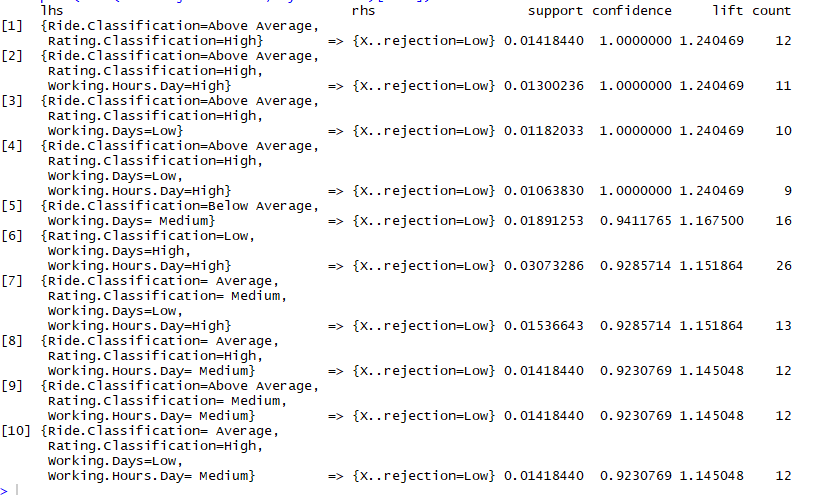 lhs rhs support confidence lift count
[1] {Ride.Classification=Above Average,
Rating.Classification=High} => {X..rejection=Low} 0.01418440 1.0000000 1.240469 12
[2] {Ride.Classification=Above Average,
Rating.Classification=High,
Working.Hours.Day=High} => {X..rejection=Low} 0.01300236 1.0000000 1.240469 11
[3] {Ride.Classification=Above Average,
Rating.Classification=High,
Working.Days=Low} => {X..rejection=Low} 0.01182033 1.0000000 1.240469 10
[4] {Ride.Classification=Above Average,
Rating.Classification=High,
Working.Days=Low,
Working.Hours.Day=High} => {X..rejection=Low} 0.01063830 1.0000000 1.240469 9
[5] {Ride.Classification=Below Average,
Working.Days= Medium} => {X..rejection=Low} 0.01891253 0.9411765 1.167500 16
[6] {Rating.Classification=Low,
Working.Days=High,
Working.Hours.Day=High} => {X..rejection=Low} 0.03073286 0.9285714 1.151864 26
[7] {Ride.Classification= Average,
Rating.Classification= Medium,
Working.Days=Low,
Working.Hours.Day=High} => {X..rejection=Low} 0.01536643 0.9285714 1.151864 13
[8] {Ride.Classification= Average,
Rating.Classification=High,
Working.Hours.Day= Medium} => {X..rejection=Low} 0.01418440 0.9230769 1.145048 12
[9] {Ride.Classification=Above Average,
Rating.Classification= Medium,
Working.Hours.Day= Medium} => {X..rejection=Low} 0.01418440 0.9230769 1.145048 12
[10] {Ride.Classification= Average,
Rating.Classification=High,
Working.Days=Low,
Working.Hours.Day= Medium} => {X..rejection=Low} 0.01418440 0.9230769 1.145048 12
>